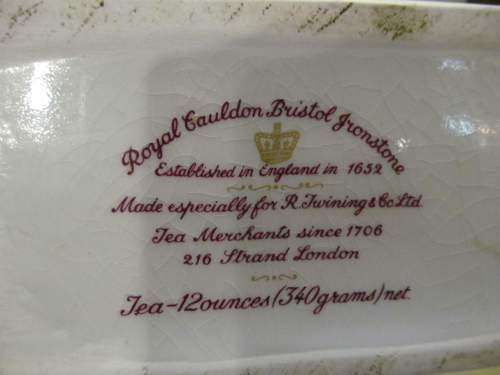 Royal Cauldon Bristol Ironstone
Established in England in 1652
Made especially for R.Twining & Co Ltd.
Tea Merchants since 1706
216 Strand London
Tea-12ounces (340grams) net.